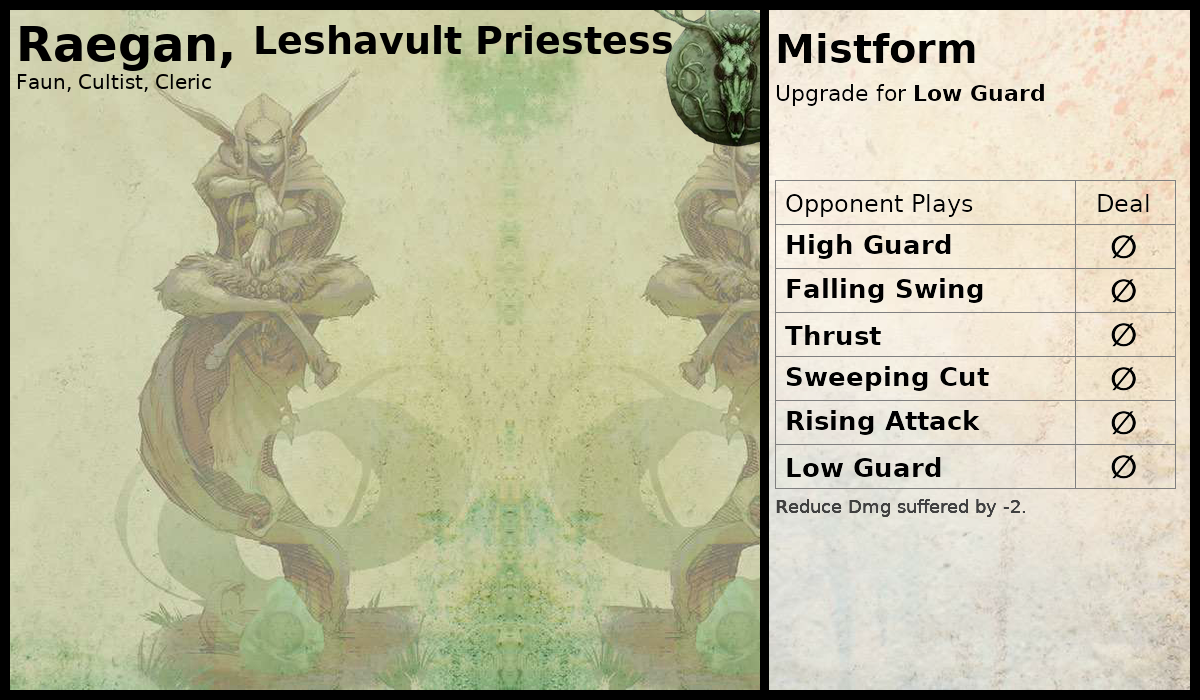 Raegan, Leshavult Priestess
Faun, Cultist, Cleric
Mistform
Upgrade for Low Guard
Opponent Plays Deal
High Guard ∅
Falling Swing ∅
Thrust ∅
Sweeping Cut ∅
Rising Attack ∅
Low Guard ∅
Reduce Dmg suffered by -2.